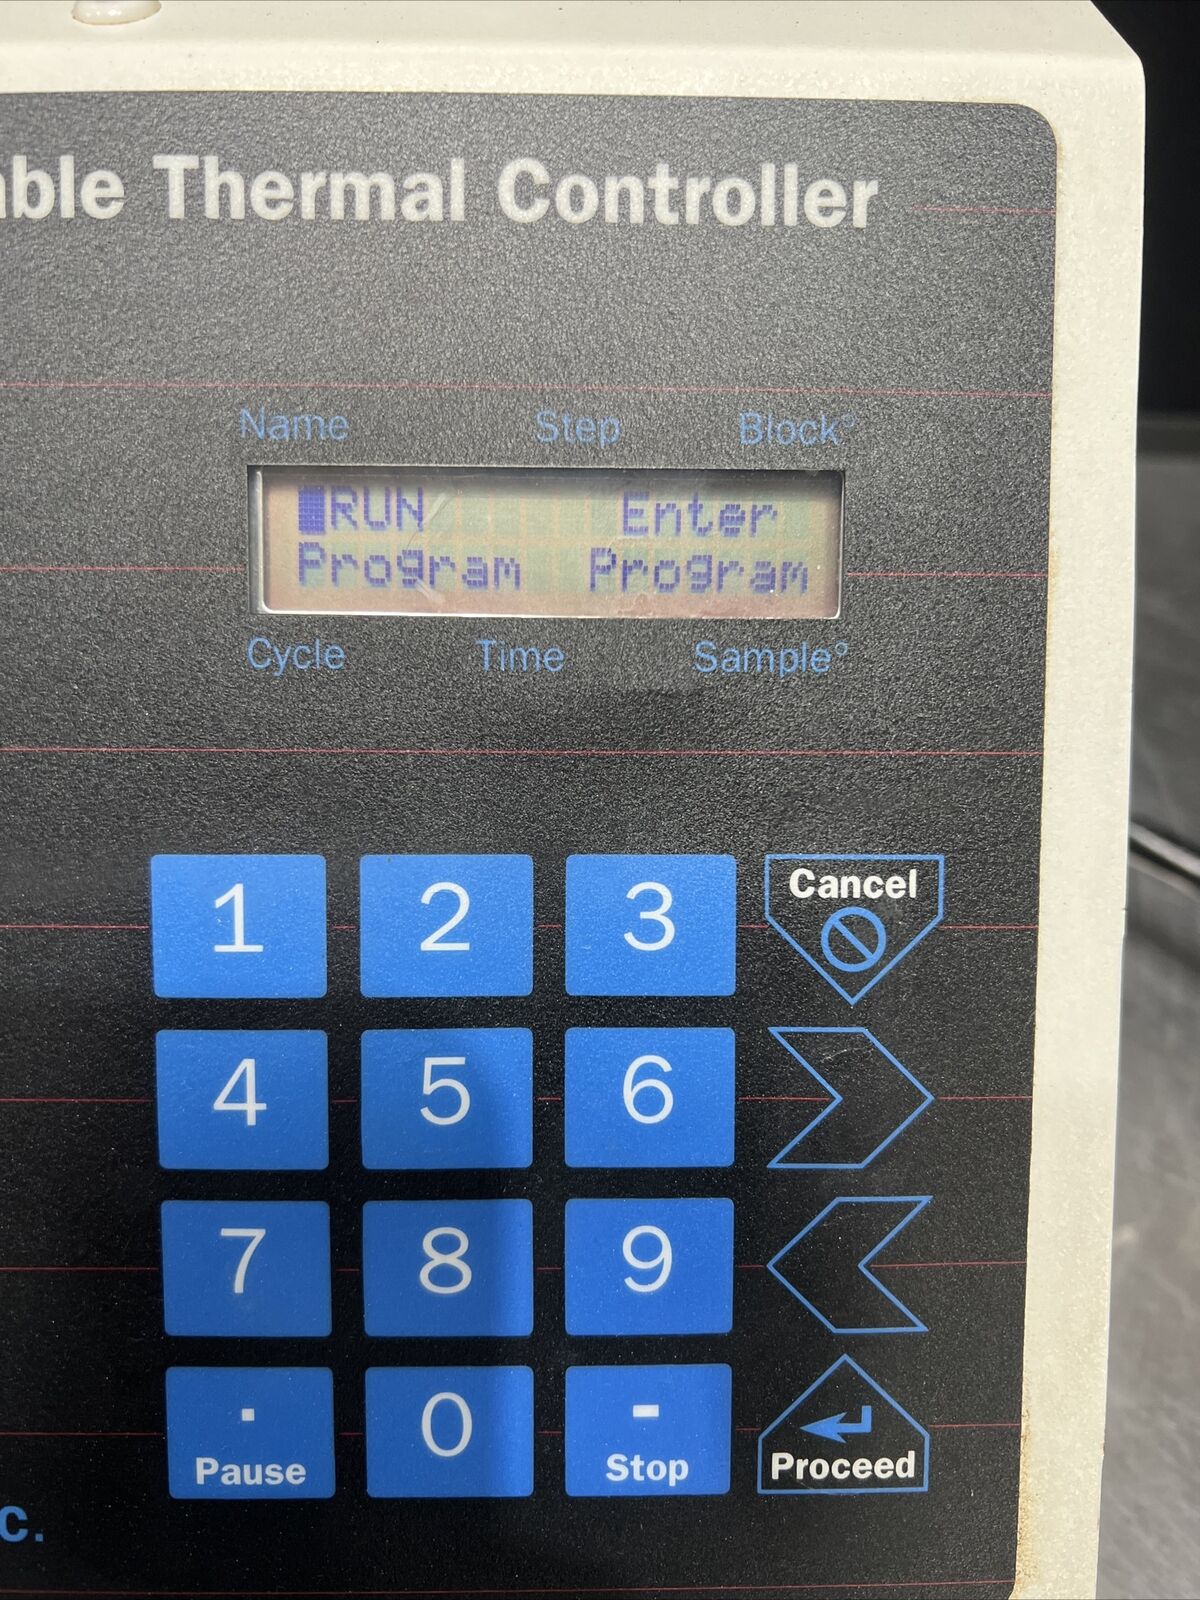 able Thermal Controller
Name Step Block°
RUN Enter
Program Program
Cycle Time Sample°
1 2 3 Cancel
4 5 6
7 8 9
. 0 -
Pause Stop Proceed
c.